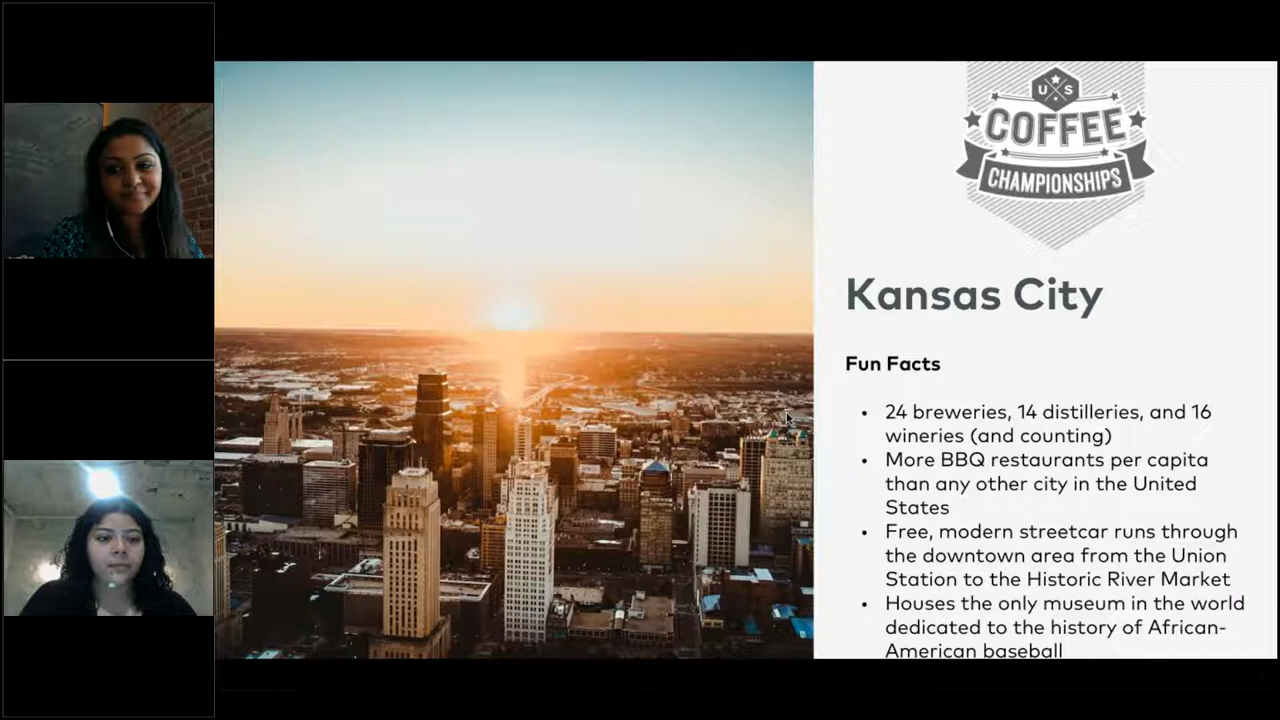 U S
COFFEE
CHAMPIONSHIPS
Kansas City
Fun Facts
• 24 breweries, 14 distilleries, and 16
wineries (and counting)
• More BBQ restaurants per capita
than any other city in the United
States
• Free, modern streetcar runs through
the downtown area from the Union
Station to the Historic River Market
• Houses the only museum in the world
dedicated to the history of African-
American baseball